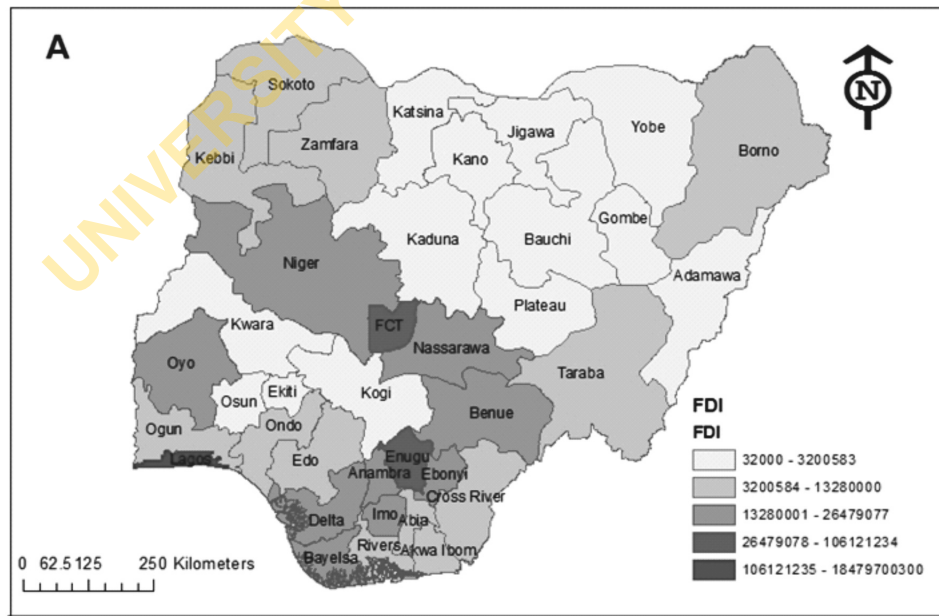 A
UNIVERSITY
N
Sokoto
Katsina
Jigawa
Yobe
Borno
Kebbi
Zamfara
Kano
Gombe
Kaduna
Bauchi
Niger
Adamawa
Plateau
FCT
Kwara
Nassarawa
Oyo
Taraba
Kogi
Osun
Ekiti
Benue
Ogun
Ondo
Lagos
Edo
Enugu
Anambra
Ebonyi
Cross River
Delta
Imo
Abia
Bayelsa
Rivers
Akwa Ibom
FDI
FDI
32000 - 3200583
3200584 - 13280000
13280001 - 26479077
26479078 - 106121234
106121235 - 18479700300
0 62.5 125 250 Kilometers